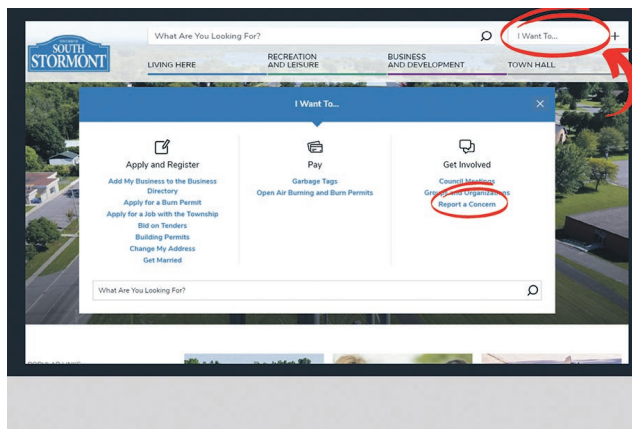 What Are You Looking For?
I Want To...
+
SOUTH
STORMONT
LIVING HERE
RECREATION
AND LEISURE
BUSINESS
AND DEVELOPMENT
TOWN HALL
I Want To...
Apply and Register
Add My Business to the Business
Directory
Apply for a Burn Permit
Apply for a Job with the Township
Bid on Tenders
Building Permits
Change My Address
Get Married
Pay
Garbage Tags
Open Air Burning and Burn Permits
Get Involved
Council Meetings
Groups and Organizations
Report a Concern
What Are You Looking For?